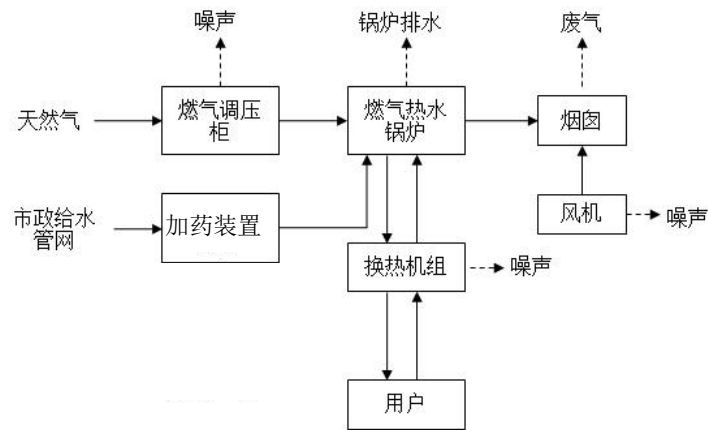 噪声
锅炉排水
废气
天然气
燃气调压
柜
燃气热水
锅炉
烟囱
市政给水
管网
加药装置
风机
噪声
换热机组
噪声
用户